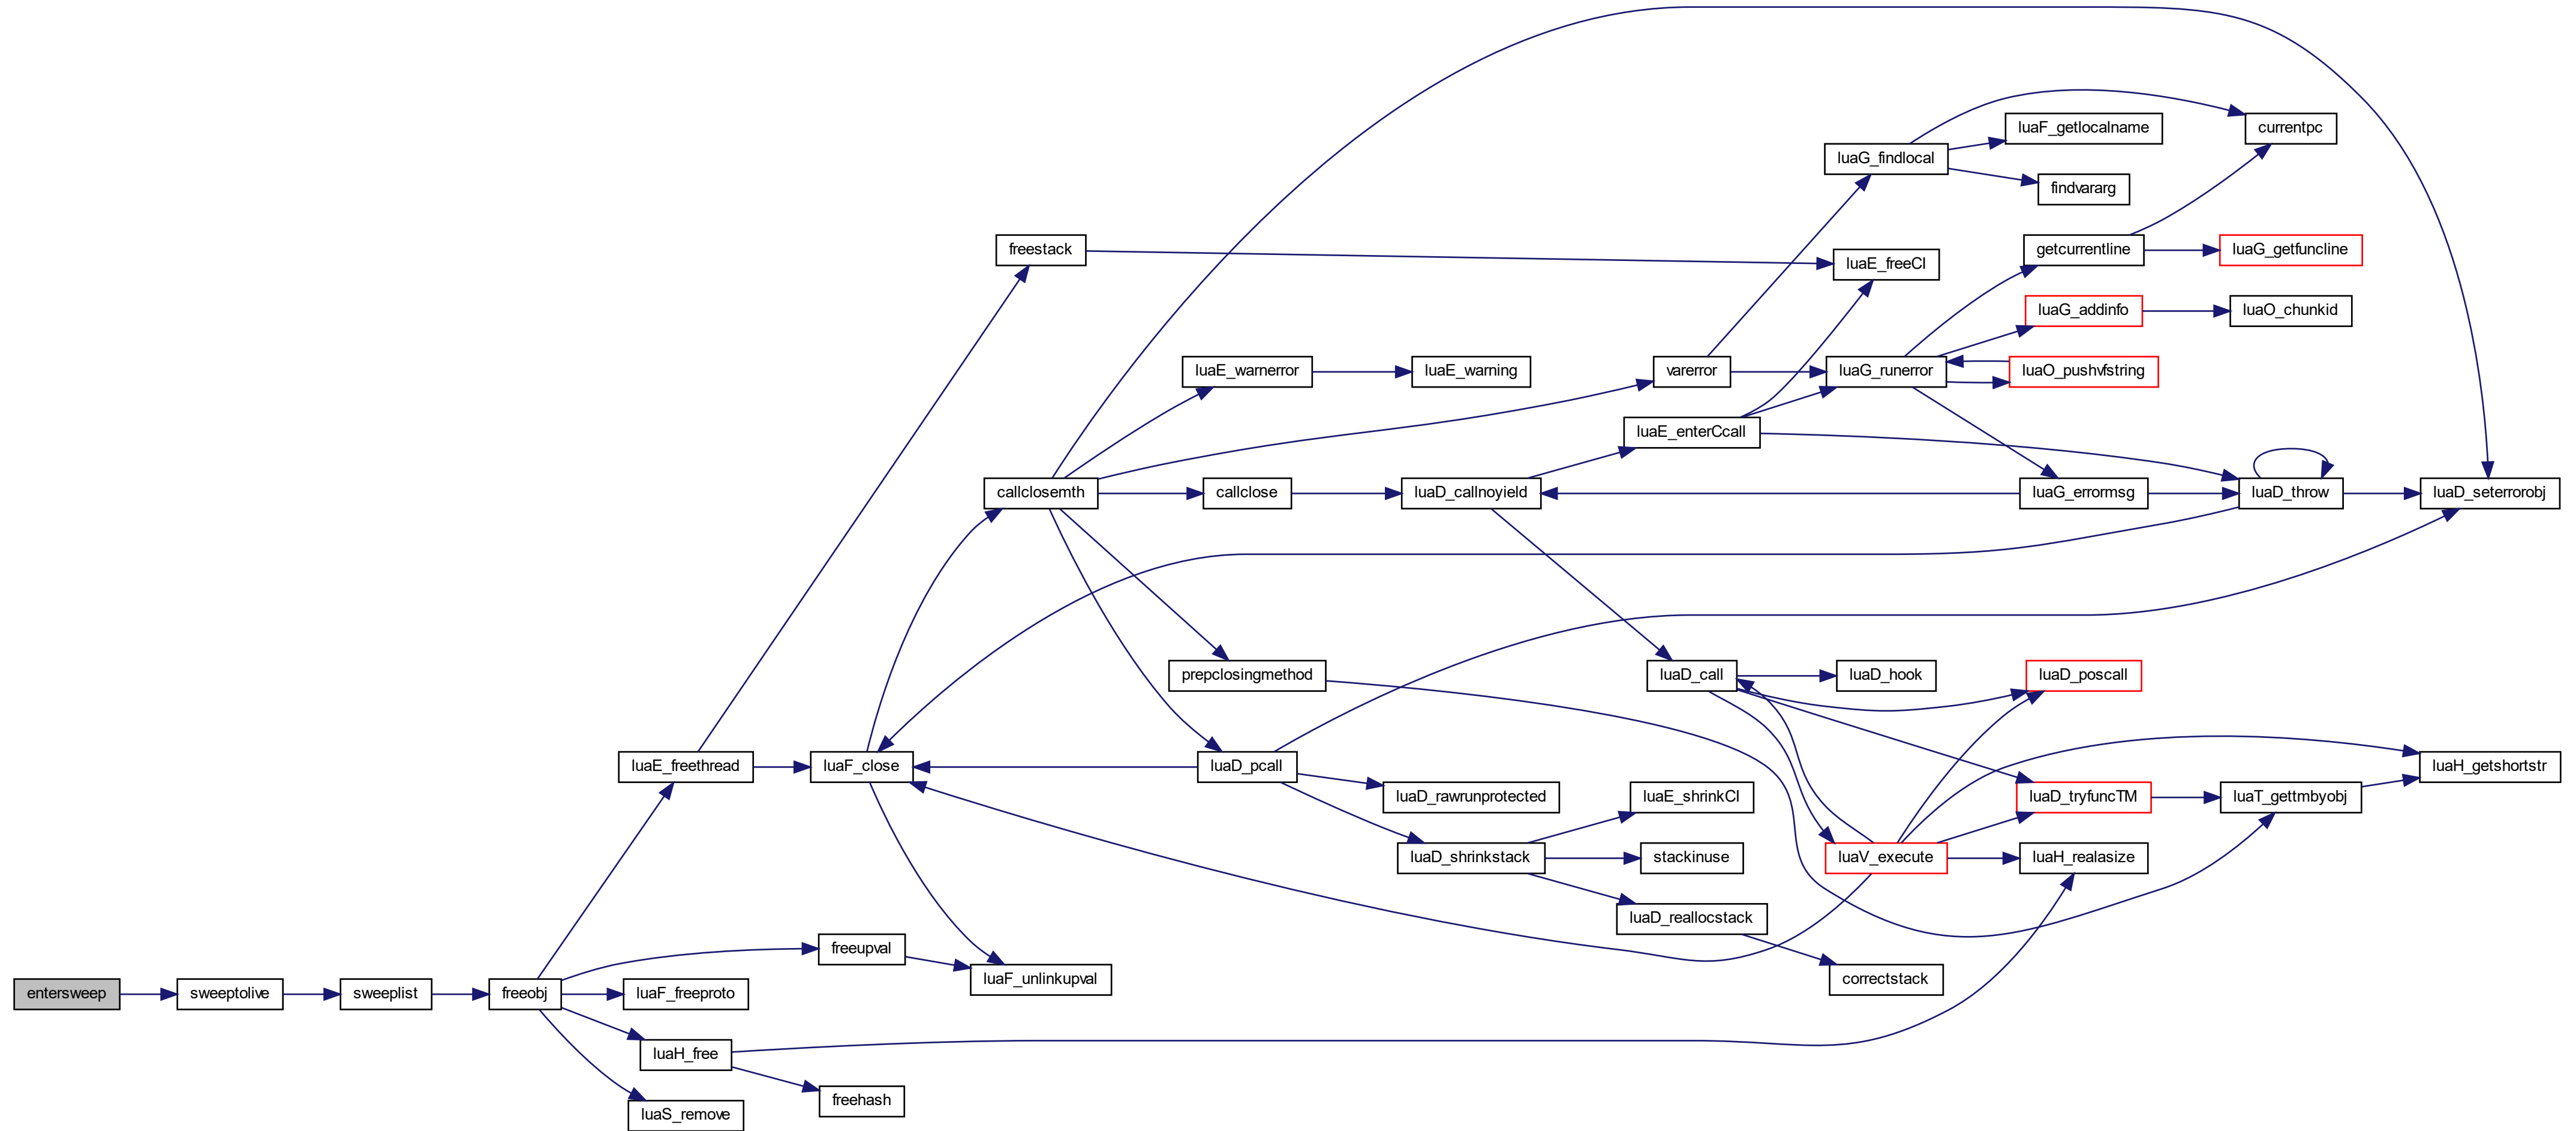 currentpc
luaF_getlocalname
luaG_findlocal
findvararg
freestack
getcurrentline
luaG_getfuncline
luaE_freeCI
luaG_addinfo
luaO_chunkid
luaE_warnerror
luaE_warning
varerror
luaG_runerror
luaO_pushvfstring
luaE_enterCcall
callclosemth
callclose
luaD_callnoyield
luaG_errormsg
luaD_throw
luaD_seterrorobj
prepclosingmethod
luaD_call
luaD_hook
luaD_poscall
luaE_freethread
luaF_close
luaD_pcall
luaH_getshortstr
luaD_rawrunprotected
luaE_shrinkCI
luaD_tryfuncTM
luaT_gettmbyobj
luaD_shrinkstack
stackinuse
luaV_execute
luaH_realasize
luaD_reallocstack
freeupval
luaF_unlinkupval
correctstack
entersweep
sweeptolive
sweeplist
freeobj
luaF_freeproto
luaH_free
freehash
luaS_remove